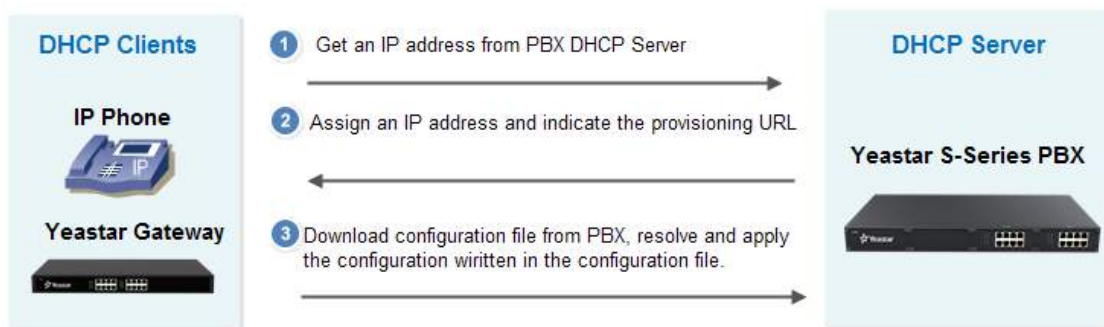 DHCP Clients
IP Phone
IP
Yeastar Gateway
Yeastar
1 Get an IP address from PBX DHCP Server
2 Assign an IP address and indicate the provisioning URL
3 Download configuration file from PBX, resolve and apply
the configuration wiritten in the configuration file.
DHCP Server
Yeastar S-Series PBX
Yeastar